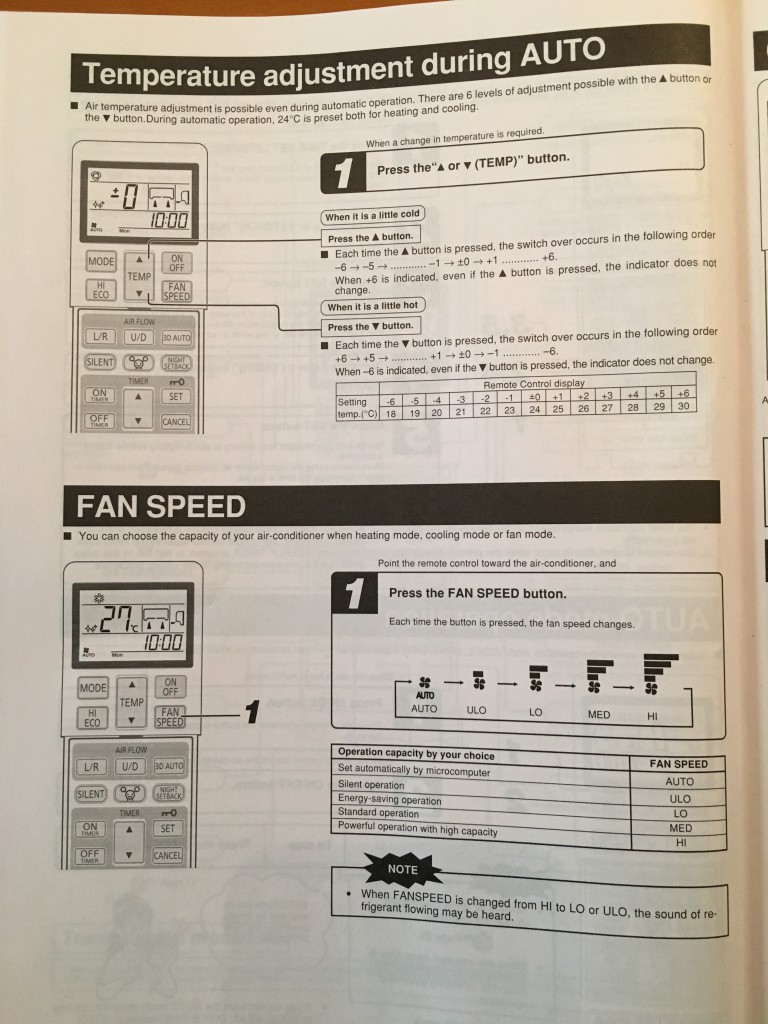 Temperature adjustment during AUTO
■ Air temperature adjustment is possible even during automatic operation. There are 6 levels of adjustment possible with the ▲ button or
the ▼ button.During automatic operation, 24°C is preset both for heating and cooling.
When a change in temperature is required.
1 Press the"▲ or ▼ (TEMP)" button.
±0
10:00
AUTO Mon
MODE
TEMP
ON OFF
HI ECO
FAN SPEED
AIR FLOW
L/R U/D 3D AUTO
SILENT NIGHT SETBACK
TIMER
ON TIMER SET
OFF TIMER CANCEL
When it is a little cold
Press the ▲ button.
■ Each time the ▲ button is pressed, the switch over occurs in the following order
–6 → –5 → ............ –1 → ±0 → +1 ............ +6.
When +6 is indicated, even if the ▲ button is pressed, the indicator does not
change.
When it is a little hot
Press the ▼ button.
■ Each time the ▼ button is pressed, the switch over occurs in the following order
+6 → +5 → ............ +1 → ±0 → –1 ............ –6.
When –6 is indicated, even if the ▼ button is pressed, the indicator does not change.
Remote Control display
-6 -5 -4 -3 -2 -1 ±0 +1 +2 +3 +4 +5 +6
Setting temp.(°C) 18 19 20 21 22 23 24 25 26 27 28 29 30
FAN SPEED
■ You can choose the capacity of your air-conditioner when heating mode, cooling mode or fan mode.
27°C
10:00
AUTO Mon
MODE
TEMP
ON OFF
HI ECO
FAN SPEED
1
AIR FLOW
L/R U/D 3D AUTO
SILENT NIGHT SETBACK
TIMER
ON TIMER SET
OFF TIMER CANCEL
Point the remote control toward the air-conditioner, and
1 Press the FAN SPEED button.
Each time the button is pressed, the fan speed changes.
AUTO
AUTO ULO LO MED HI
Operation capacity by your choice FAN SPEED
Set automatically by microcomputer AUTO
Silent operation ULO
Energy-saving operation LO
Standard operation MED
Powerful operation with high capacity HI
NOTE
• When FANSPEED is changed from HI to LO or ULO, the sound of re-
frigerant flowing may be heard.